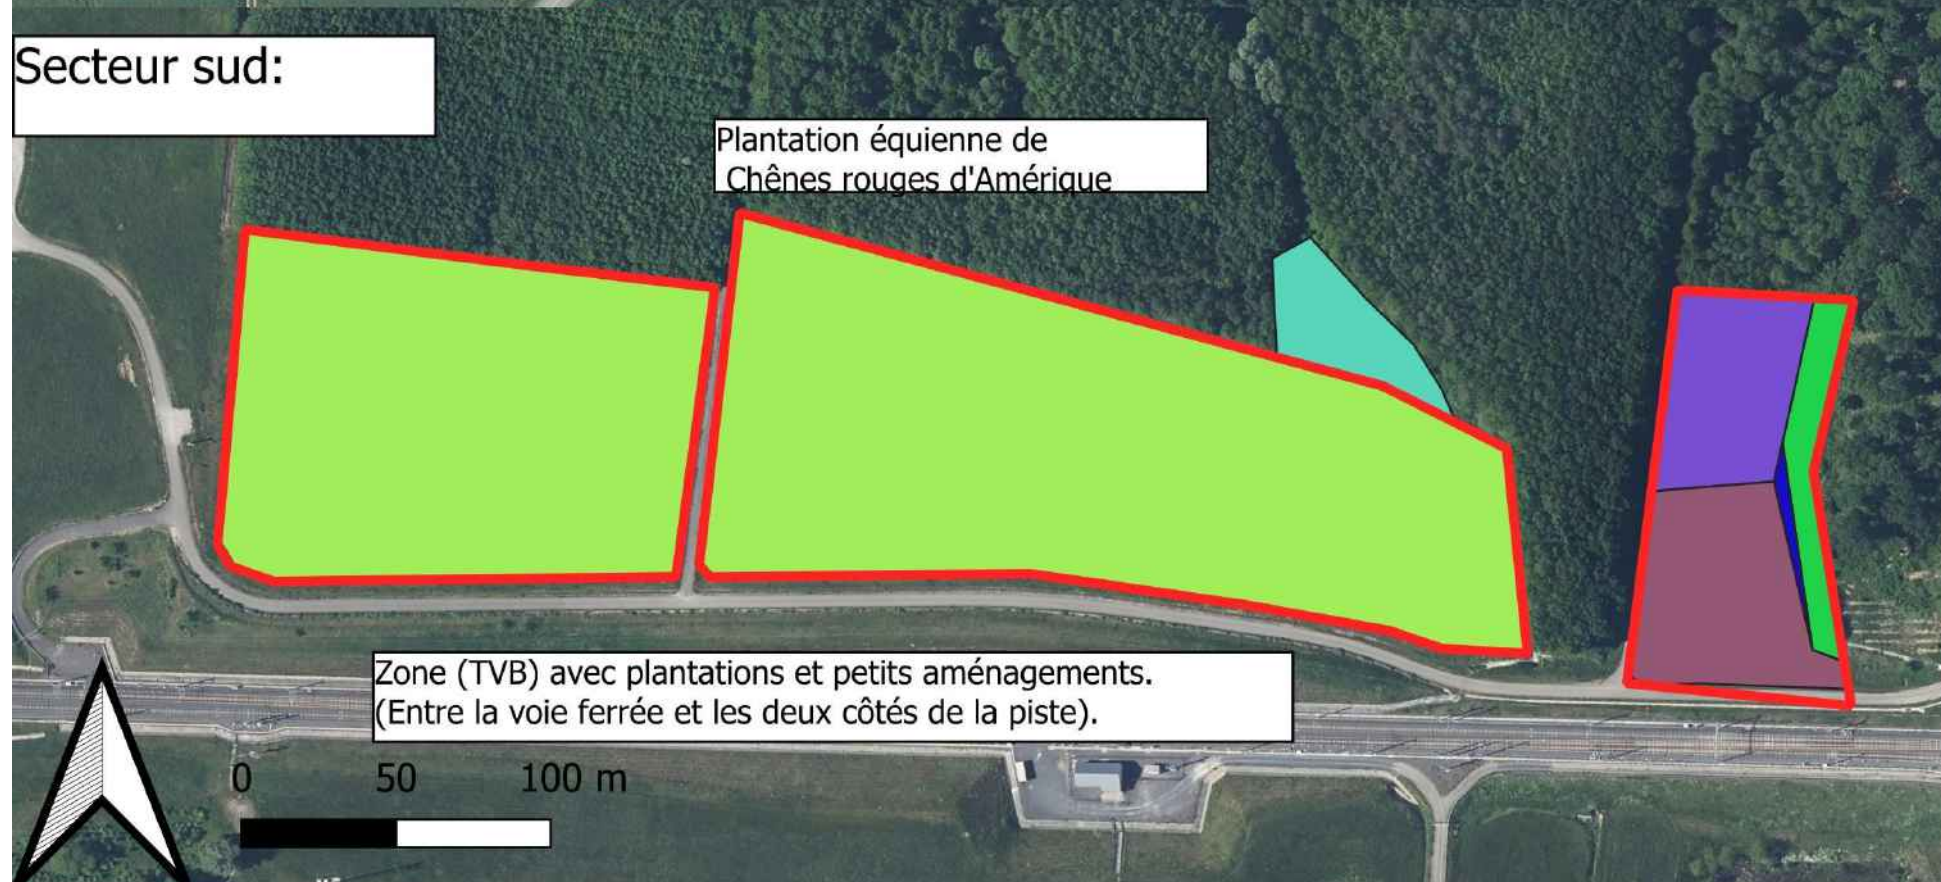 Secteur sud:
Plantation équienne de
Chênes rouges d'Amérique
Zone (TVB) avec plantations et petits aménagements.
(Entre la voie ferrée et les deux côtés de la piste).
0 50 100 m